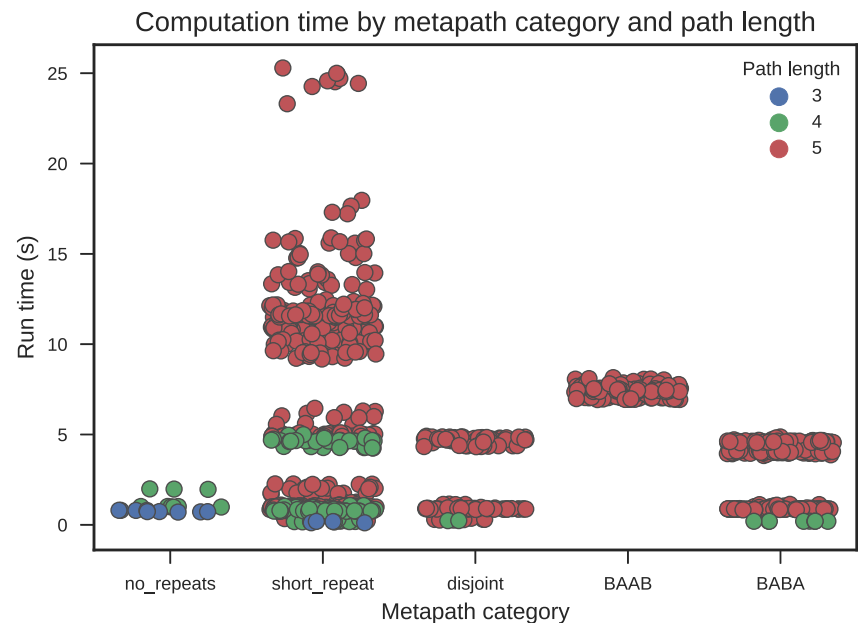 Computation time by metapath category and path length
Path length
3
4
5
25
20
15
10
5
0
Run time (s)
no_repeats short_repeat disjoint BAAB BABA
Metapath category